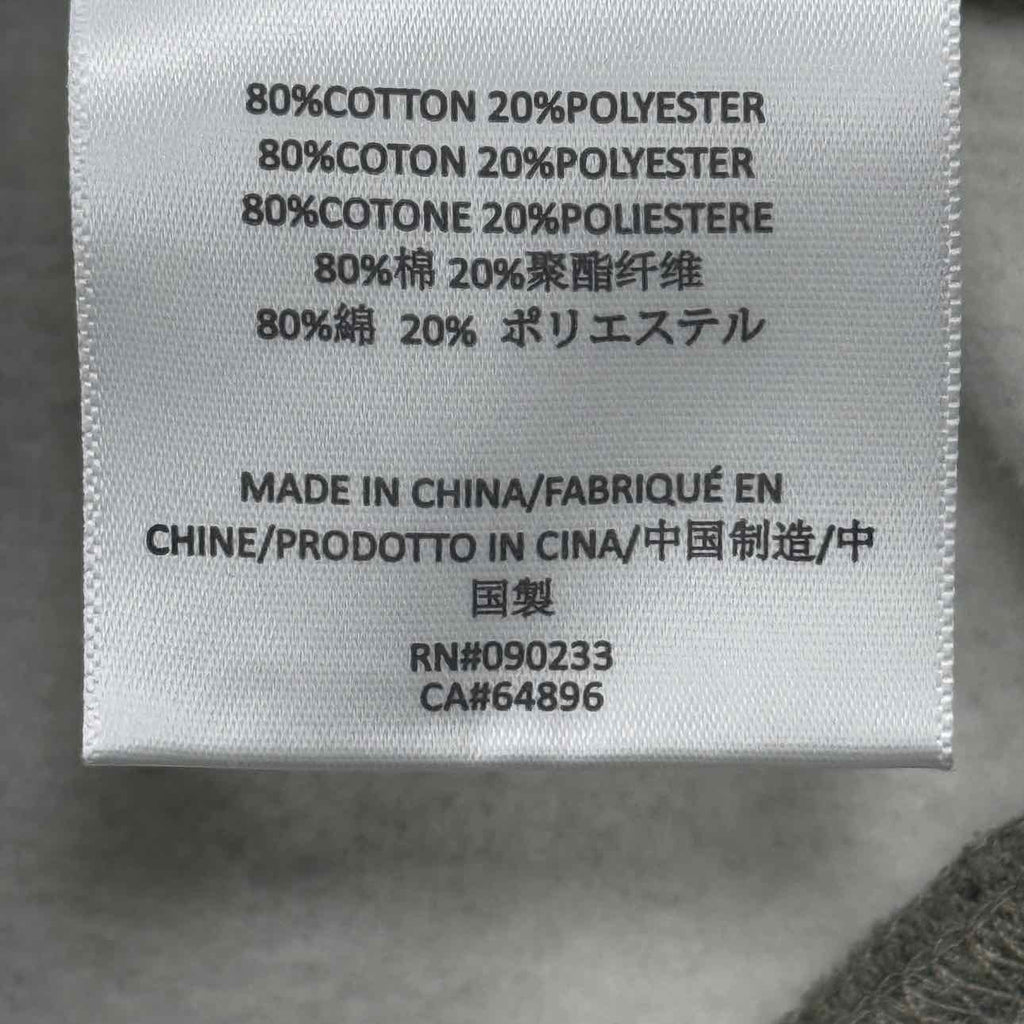 80%COTTON 20%POLYESTER
80%COTON 20%POLYESTER
80%COTONE 20%POLIESTERE
80%棉 20%聚酯纤维
80%綿 20% ポリエステル
MADE IN CHINA/FABRIQUÉ EN
CHINE/PRODOTTO IN CINA/中国制造/中
国製
RN#090233
CA#64896